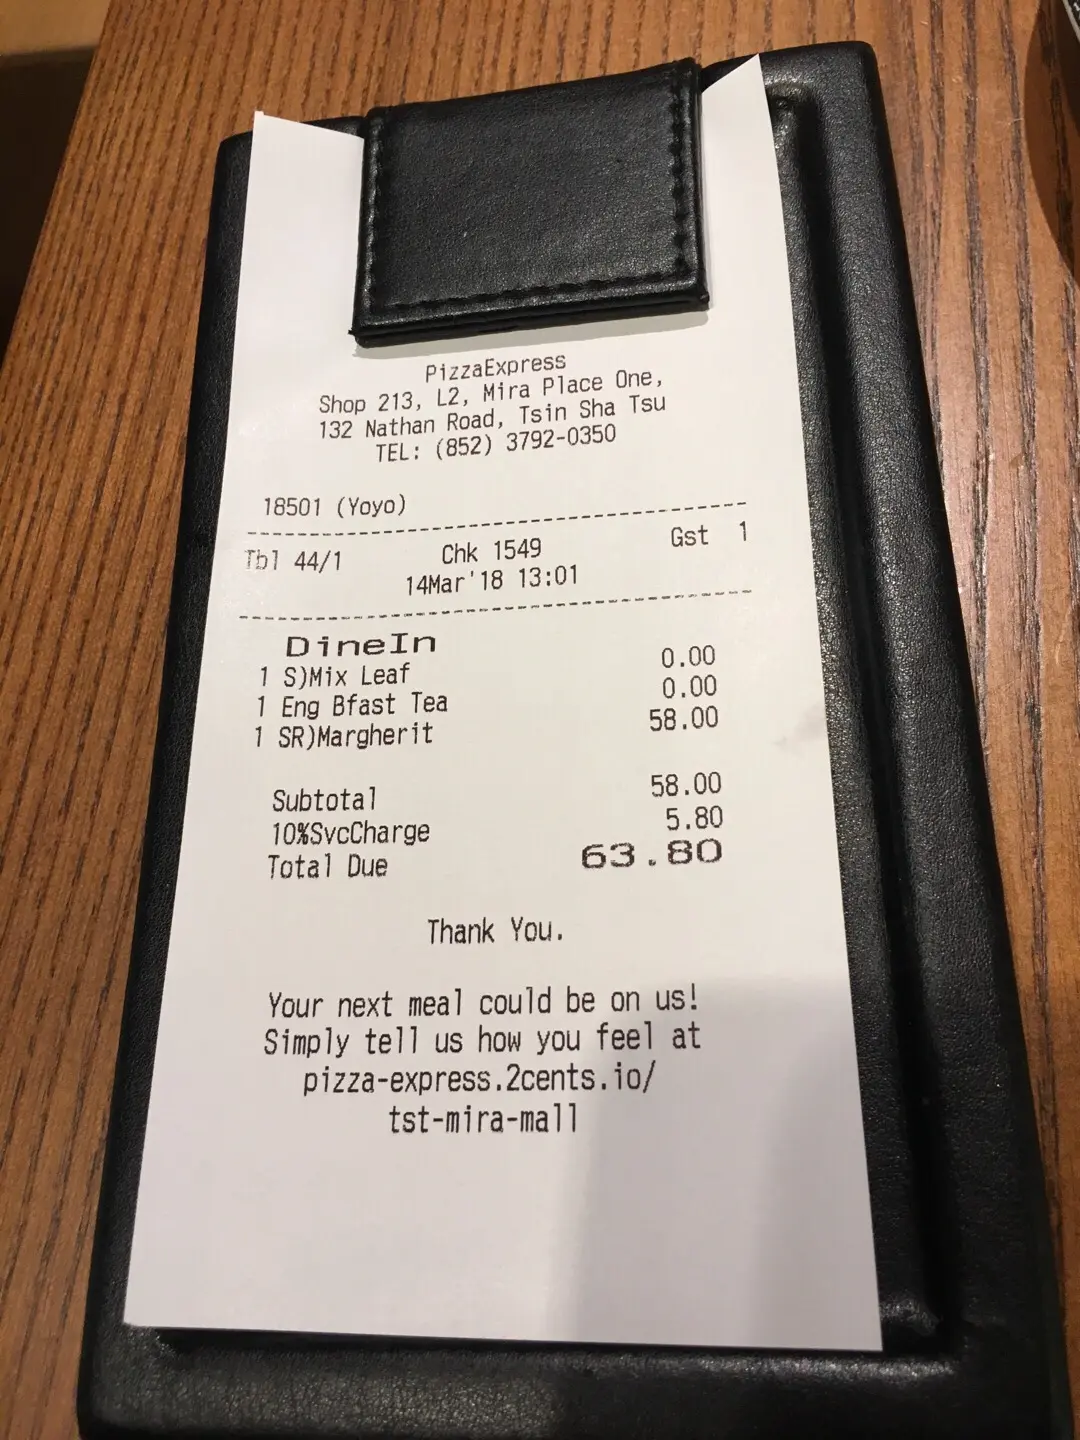 PizzaExpress
Shop 213, L2, Mira Place One,
132 Nathan Road, Tsin Sha Tsu
TEL: (852) 3792-0350
18501 (Yoyo)
Tbl 44/1 Chk 1549 Gst 1
14Mar'18 13:01
DineIn
1 S)Mix Leaf 0.00
1 Eng Bfast Tea 0.00
1 SR)Margherit 58.00
Subtotal 58.00
10%SvcCharge 5.80
Total Due 63.80
Thank You.
Your next meal could be on us!
Simply tell us how you feel at
pizza-express.2cents.io/
tst-mira-mall